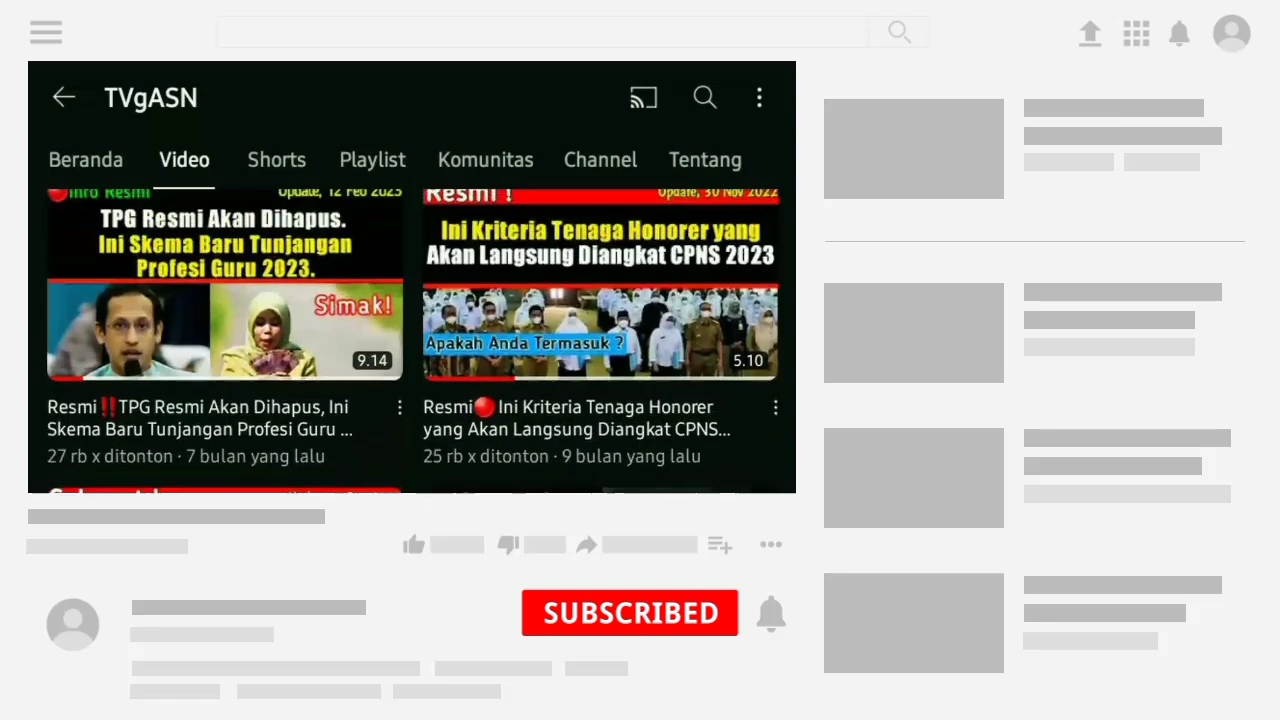 TVgASN
Beranda Video Shorts Playlist Komunitas Channel Tentang
Info Resmi Update, 12 Feb 2023
TPG Resmi Akan Dihapus.
Ini Skema Baru Tunjangan
Profesi Guru 2023.
Simak!
9.14
Resmi‼️TPG Resmi Akan Dihapus, Ini
Skema Baru Tunjangan Profesi Guru ...
27 rb x ditonton · 7 bulan yang lalu
Resmi ! Update, 30 Nov 2022
Ini Kriteria Tenaga Honorer yang
Akan Langsung Diangkat CPNS 2023
Apakah Anda Termasuk ?
5.10
Resmi🔴Ini Kriteria Tenaga Honorer
yang Akan Langsung Diangkat CPNS...
25 rb x ditonton · 9 bulan yang lalu
SUBSCRIBED